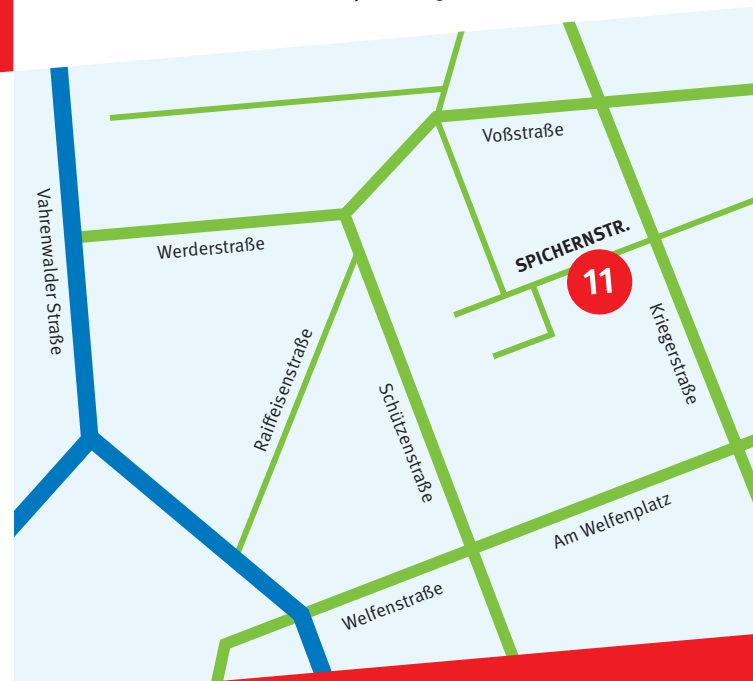 Voßstraße
Vahrenwalder Straße
Werderstraße
SPICHERNSTR.
11
Kriegerstraße
Raiffeisenstraße
Schützenstraße
Am Welfenplatz
Welfenstraße